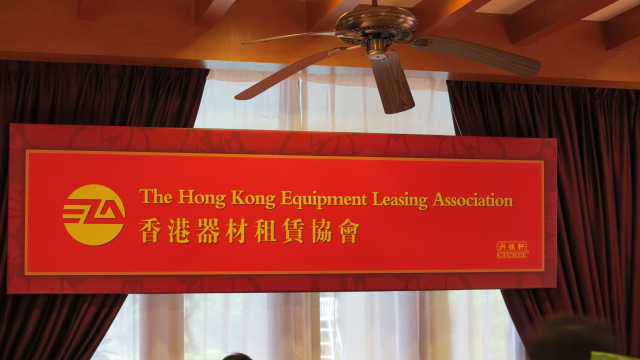 The Hong Kong Equipment Leasing Association
香港器材租賃協會